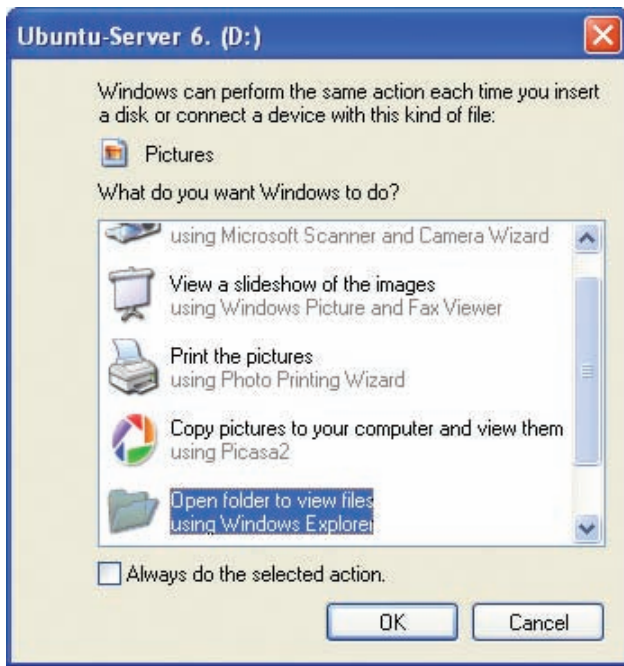 Ubuntu-Server 6. (D:)
Windows can perform the same action each time you insert
a disk or connect a device with this kind of file:
Pictures
What do you want Windows to do?
using Microsoft Scanner and Camera Wizard
View a slideshow of the images
using Windows Picture and Fax Viewer
Print the pictures
using Photo Printing Wizard
Copy pictures to your computer and view them
using Picasa2
Open folder to view files
using Windows Explorer
Always do the selected action.
OK
Cancel